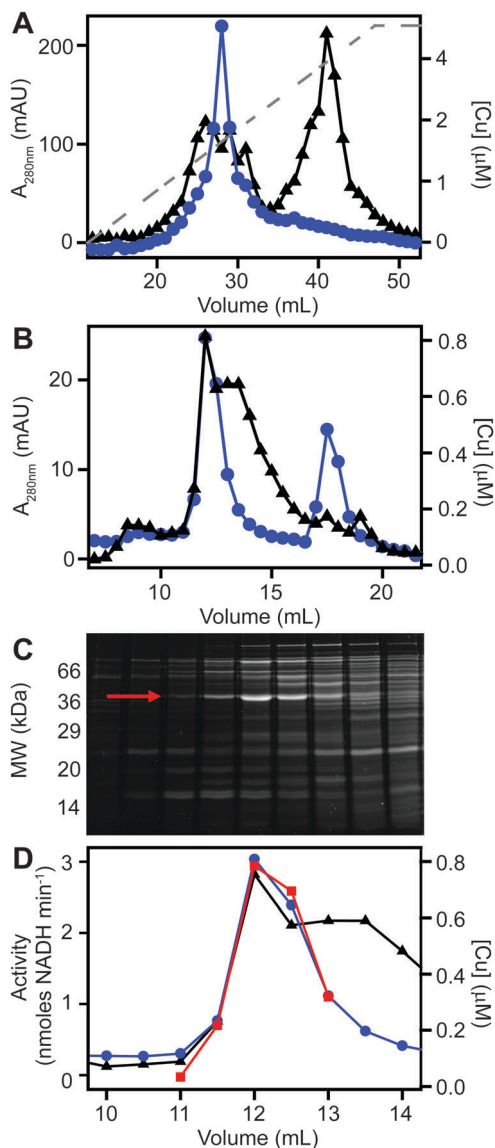 A
200
100
0
A280nm (mAU)
4
2
1
0
[Cu] (μM)
20 30 40 50
Volume (mL)
B
20
10
0
A280nm (mAU)
0.8
0.6
0.4
0.2
0.0
[Cu] (μM)
10 15 20
Volume (mL)
C
66
36
29
20
14
MW (kDa)
D
3
2
1
0
Activity
(nmoles NADH min-1)
0.8
0.6
0.4
0.2
0.0
[Cu] (μM)
10 11 12 13 14
Volume (mL)